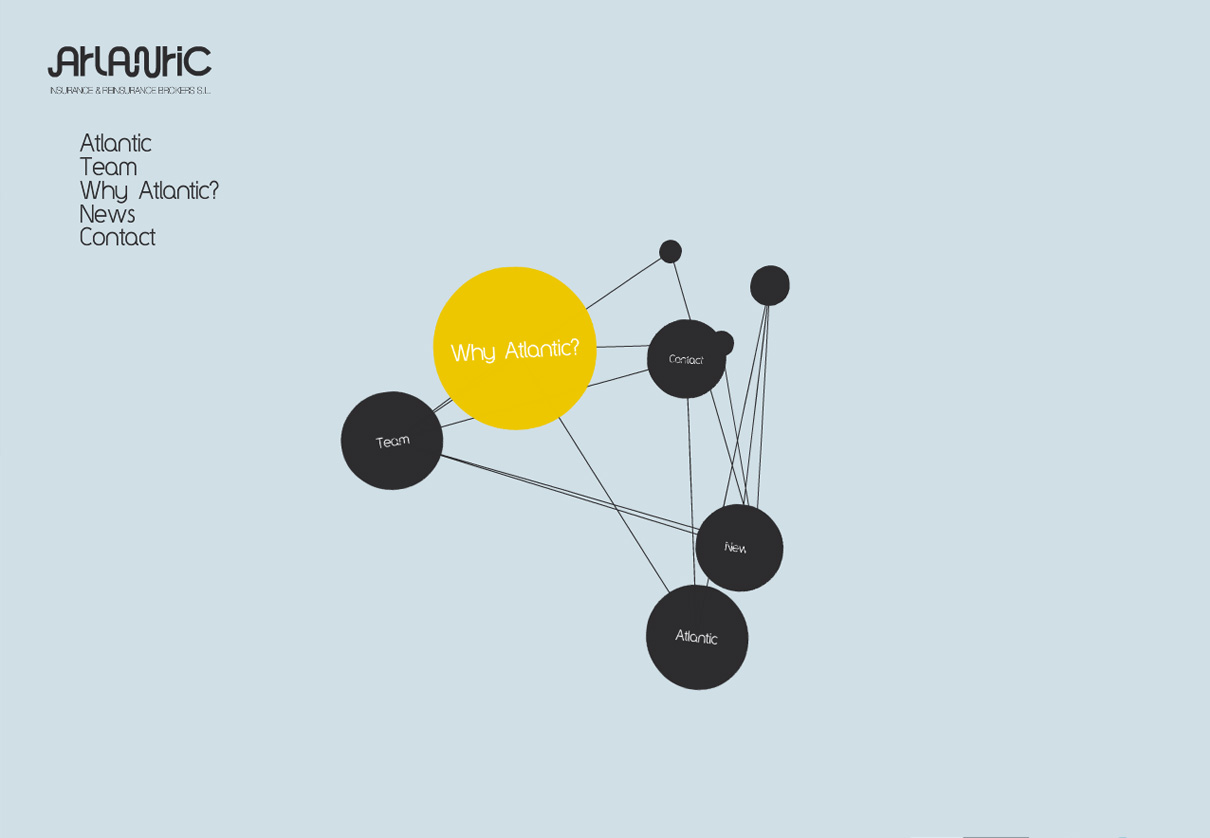 Atlantic
INSURANCE & REINSURANCE BROKERS S.L.
Atlantic
Team
Why Atlantic?
News
Contact
Why Atlantic?
Contact
Team
New
Atlantic